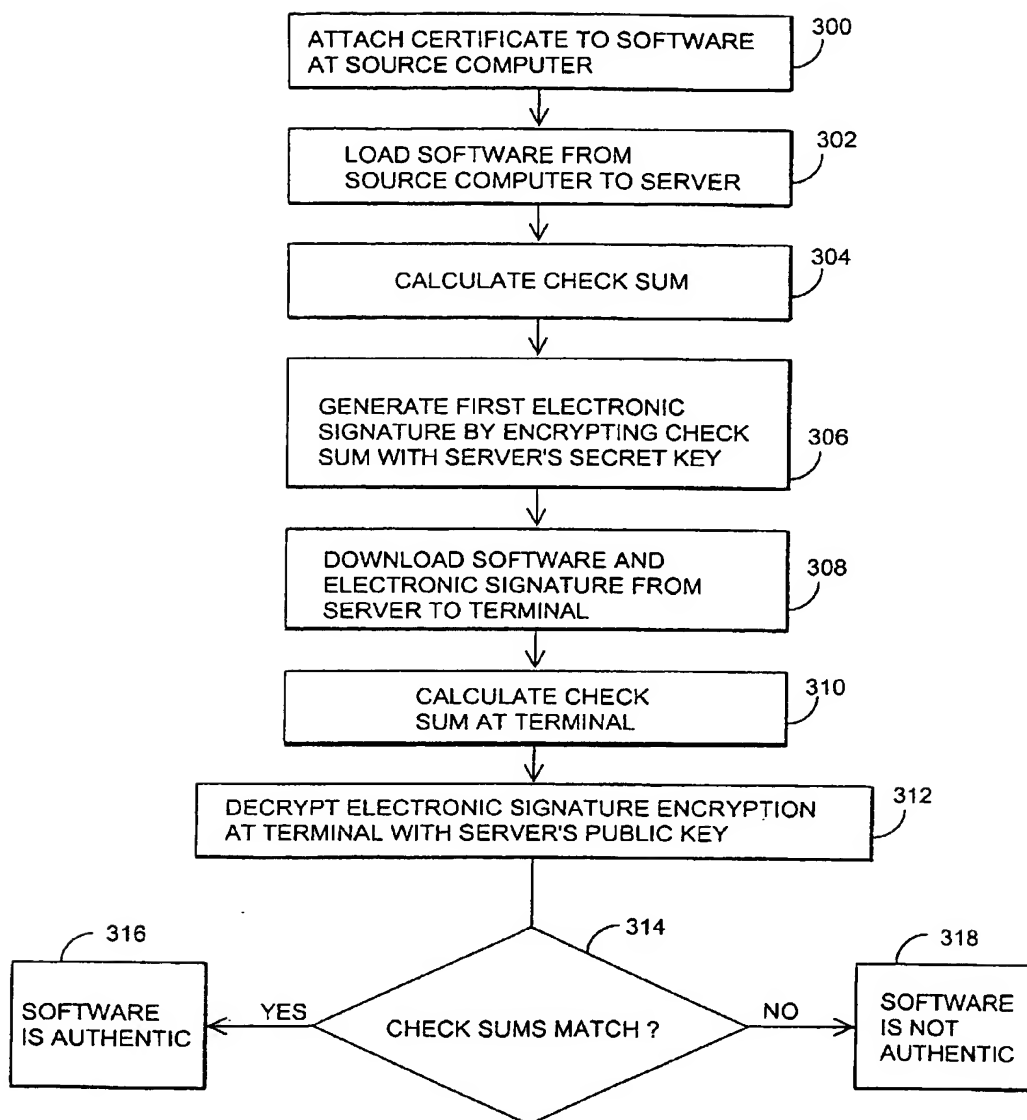 300
ATTACH CERTIFICATE TO SOFTWARE
AT SOURCE COMPUTER
302
LOAD SOFTWARE FROM
SOURCE COMPUTER TO SERVER
304
CALCULATE CHECK SUM
GENERATE FIRST ELECTRONIC
SIGNATURE BY ENCRYPTING CHECK
SUM WITH SERVER'S SECRET KEY
306
DOWNLOAD SOFTWARE AND
ELECTRONIC SIGNATURE FROM
SERVER TO TERMINAL
308
CALCULATE CHECK
SUM AT TERMINAL
310
DECRYPT ELECTRONIC SIGNATURE ENCRYPTION
AT TERMINAL WITH SERVER'S PUBLIC KEY
312
314
316
318
SOFTWARE
IS AUTHENTIC
YES
CHECK SUMS MATCH ?
NO
SOFTWARE
IS NOT
AUTHENTIC